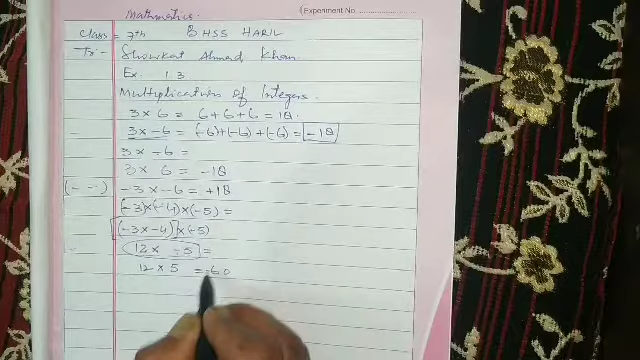 Mathematics.
Experiment No.
Class = 7th BHSS HARIL
Tr:- Showkat Ahmad Khan.
Ex. 1.3
Multiplication of Integers.
3 × 6 = 6+6+6 = 18.
3 × -6 = (-6)+(-6)+(-6) = -18
3 × -6 =
3 × 6 = -18
(- -) -3 × -6 = +18
(-3)×(-4)×(-5) =
(-3×-4)×(-5)
12 × -5 =
12 × 5 = -60